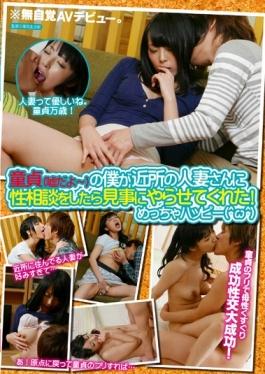 ※無自覚AVデビュー。
人妻って優しいね。
童貞万歳!
童貞(嘘だよ〜)の僕が、近所の人妻さんに
性相談をしたら見事にやらせてくれた!
めっちゃハッピー(^ω^)
近所に住んでる人妻が
好みすぎて…
童貞のフリで母性くすぐり
成功性交大成功!
あ!原点に戻って童貞のフリすれば…